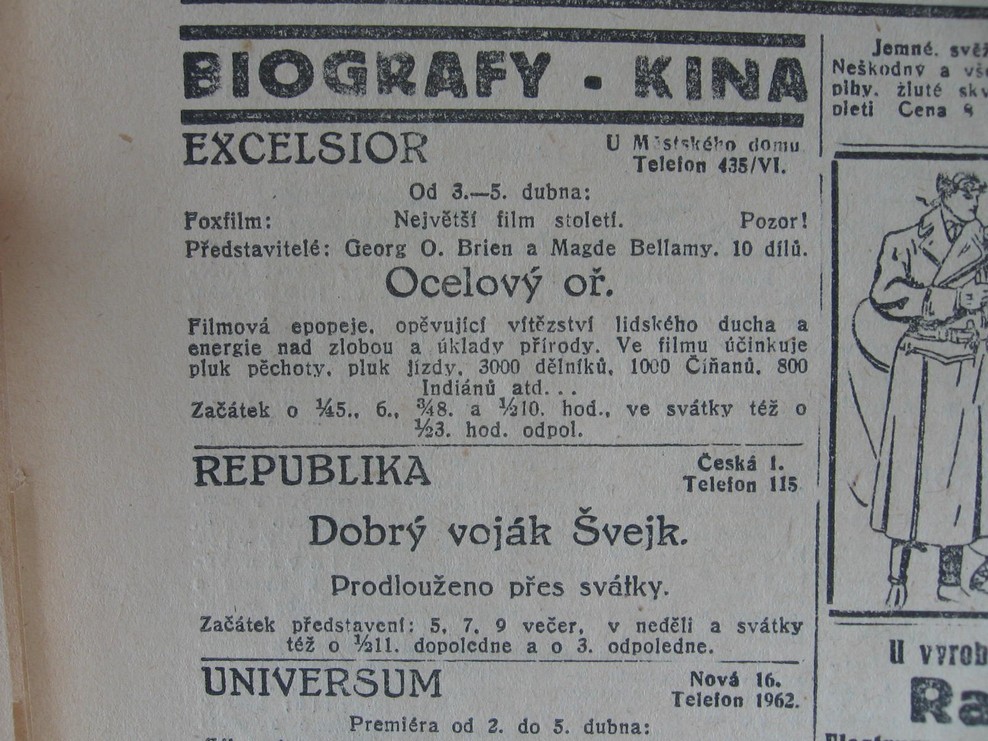 BIOGRAFY · KINA
EXCELSIOR
U Městského domu
Telefon 435/VI.
Od 3.—5. dubna:
Foxfilm: Největší film století. Pozor!
Představitelé: Georg O. Brien a Magde Bellamy. 10 dílů.
Ocelový oř.
Filmová epopeje, opěvující vítězství lidského ducha a
energie nad zlobou a úklady přírody. Ve filmu účinkuje
pluk pěchoty, pluk jízdy, 3000 dělníků, 1000 Číňanů, 800
Indiánů atd...
Začátek o ¼5., 6., ¾8. a ½10. hod., ve svátky též o
½3. hod. odpol.
REPUBLIKA
Česká 1.
Telefon 115
Dobrý voják Švejk.
Prodlouženo přes svátky.
Začátek představení: 5, 7, 9 večer, v neděli a svátky
též o ½11. dopoledne a o 3. odpoledne.
UNIVERSUM
Nová 16.
Telefon 1962.
Premiéra od 2. do 5. dubna:
Jemné, svěž
Neškodný a
pihy, žluté
pleti Cena
U vyrob
Ra